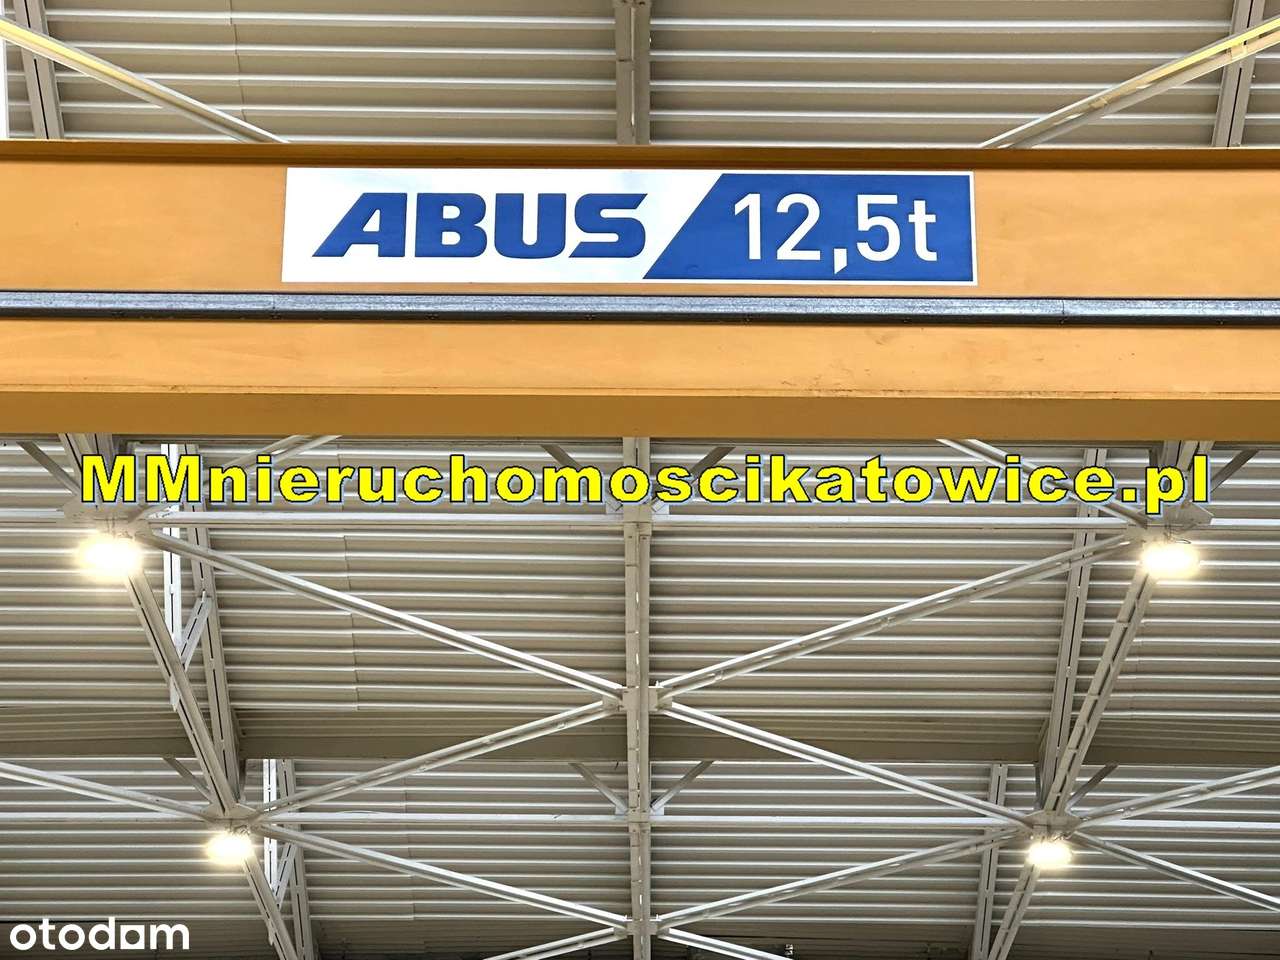 ABUS 12,5t
MMnieruchomoscikatowice.pl
otodom